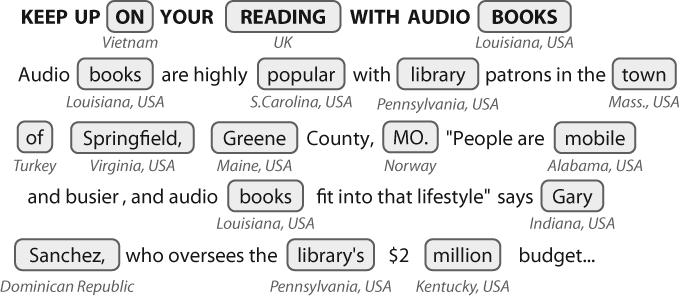 KEEP UP ON YOUR READING WITH AUDIO BOOKS
Vietnam UK Louisiana, USA
Audio books are highly popular with library patrons in the town
Louisiana, USA S.Carolina, USA Pennsylvania, USA Mass., USA
of Springfield, Greene County, MO. "People are mobile
Turkey Virginia, USA Maine, USA Norway Alabama, USA
and busier , and audio books fit into that lifestyle" says Gary
Louisiana, USA Indiana, USA
Sanchez, who oversees the library's $2 million budget...
Dominican Republic Pennsylvania, USA Kentucky, USA